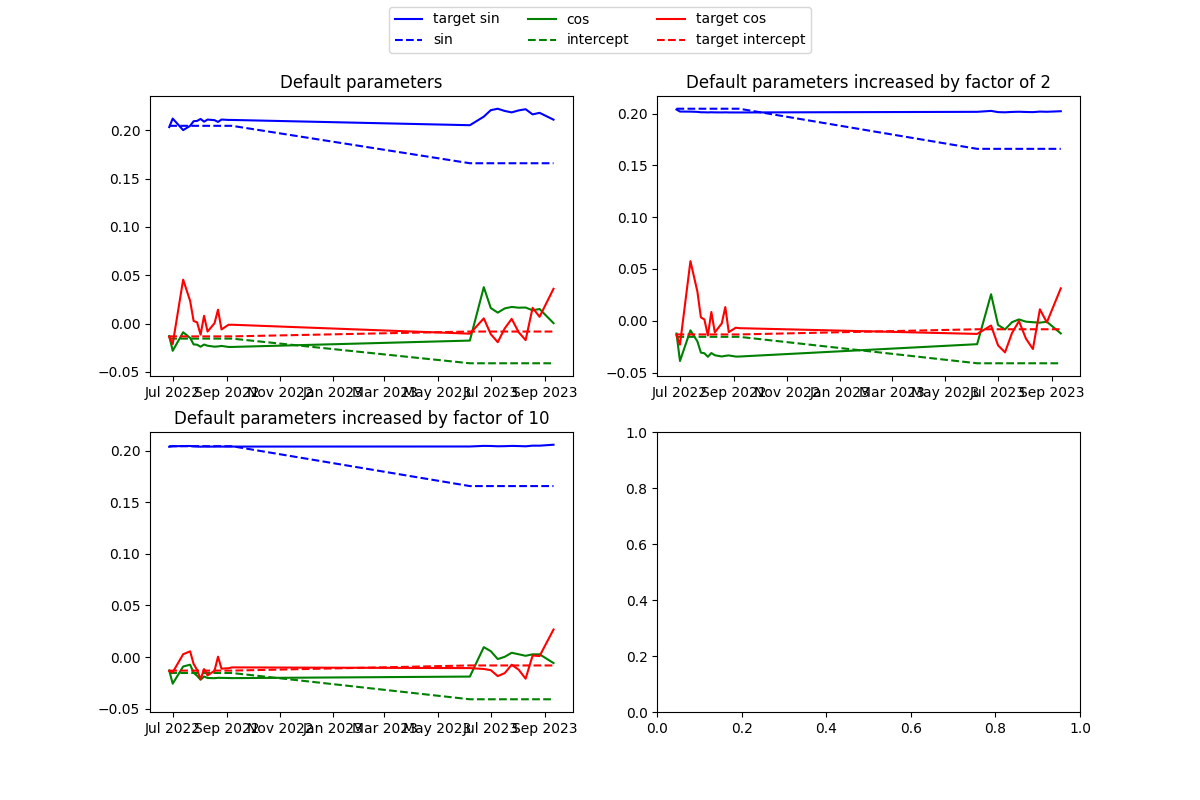 target sin cos target cos
sin intercept target intercept
Default parameters
0.20
0.15
0.10
0.05
0.00
−0.05
Jul 2022 Sep 2022 Nov 2022 Jan 2023 Mar 2023 May 2023 Jul 2023 Sep 2023
Default parameters increased by factor of 2
0.20
0.15
0.10
0.05
0.00
−0.05
Jul 2022 Sep 2022 Nov 2022 Jan 2023 Mar 2023 May 2023 Jul 2023 Sep 2023
Default parameters increased by factor of 10
0.20
0.15
0.10
0.05
0.00
−0.05
Jul 2022 Sep 2022 Nov 2022 Jan 2023 Mar 2023 May 2023 Jul 2023 Sep 2023
1.0
0.8
0.6
0.4
0.2
0.0
0.0 0.2 0.4 0.6 0.8 1.0